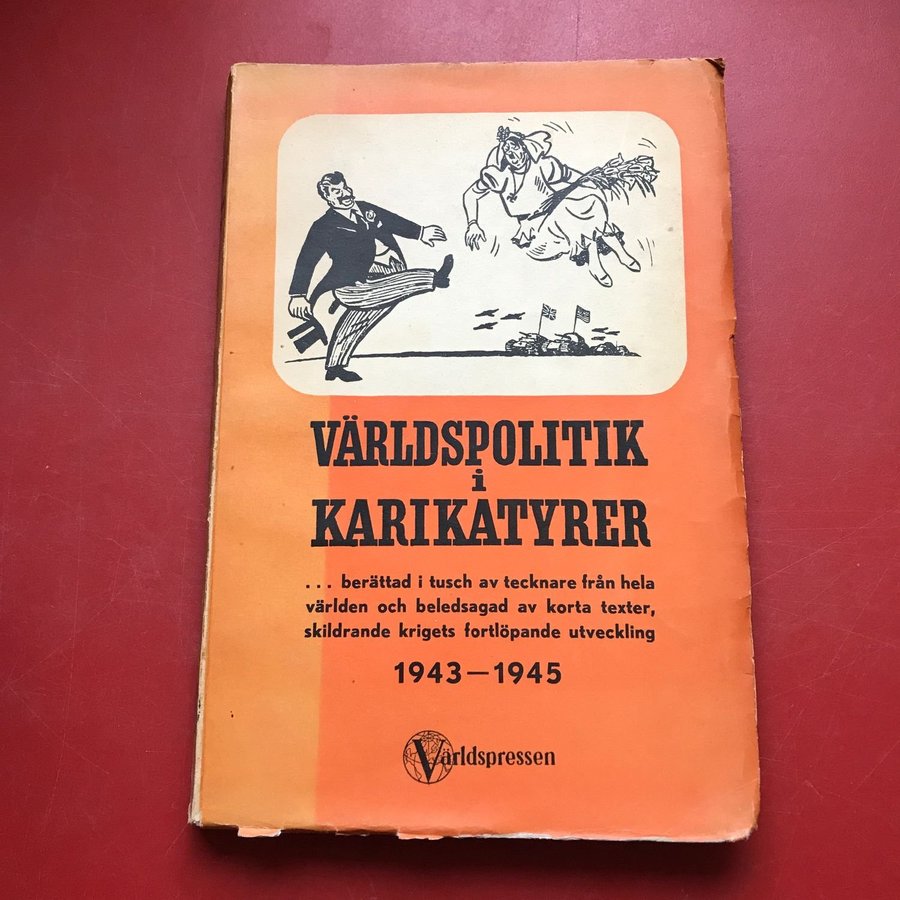 VÄRLDSPOLITIK
i
KARIKATYRER
... berättad i tusch av tecknare från hela
världen och beledsagad av korta texter,
skildrande krigets fortlöpande utveckling
1943—1945
Världspressen